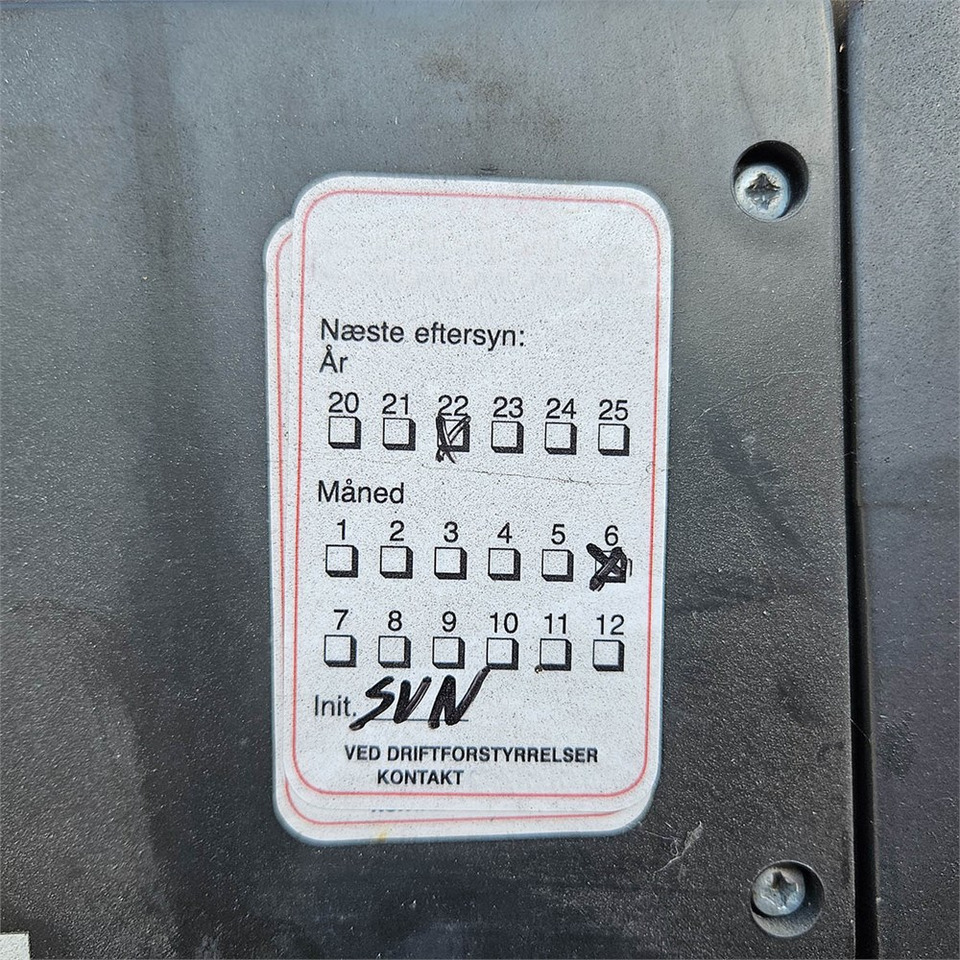 Næste eftersyn:
År
20 21 22 23 24 25
Måned
1 2 3 4 5 6
7 8 9 10 11 12
Init. SVN
VED DRIFTFORSTYRRELSER
KONTAKT